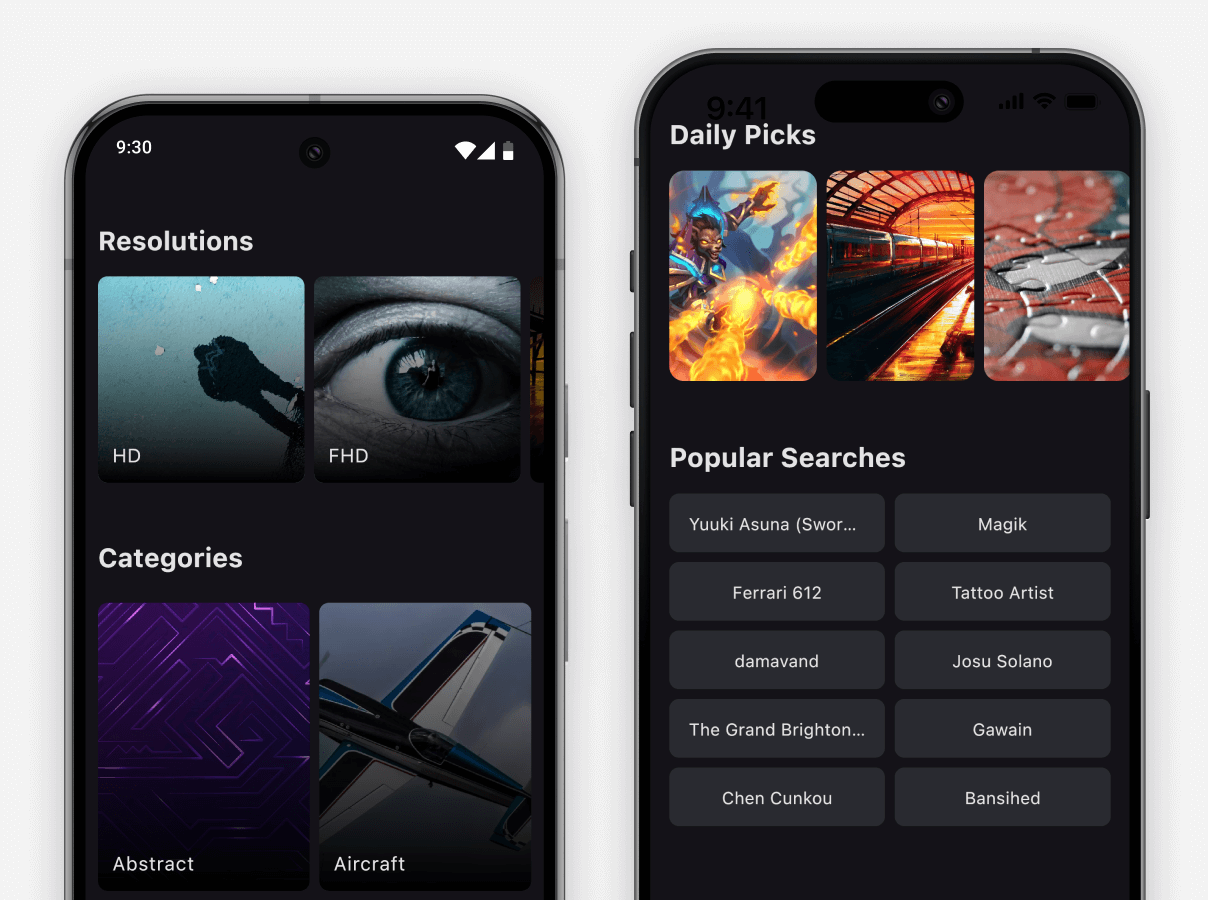 9:30
Resolutions
HD
FHD
Categories
Abstract
Aircraft
9:41
Daily Picks
Popular Searches
Yuuki Asuna (Swor...
Magik
Ferrari 612
Tattoo Artist
damavand
Josu Solano
The Grand Brighton...
Gawain
Chen Cunkou
Bansihed